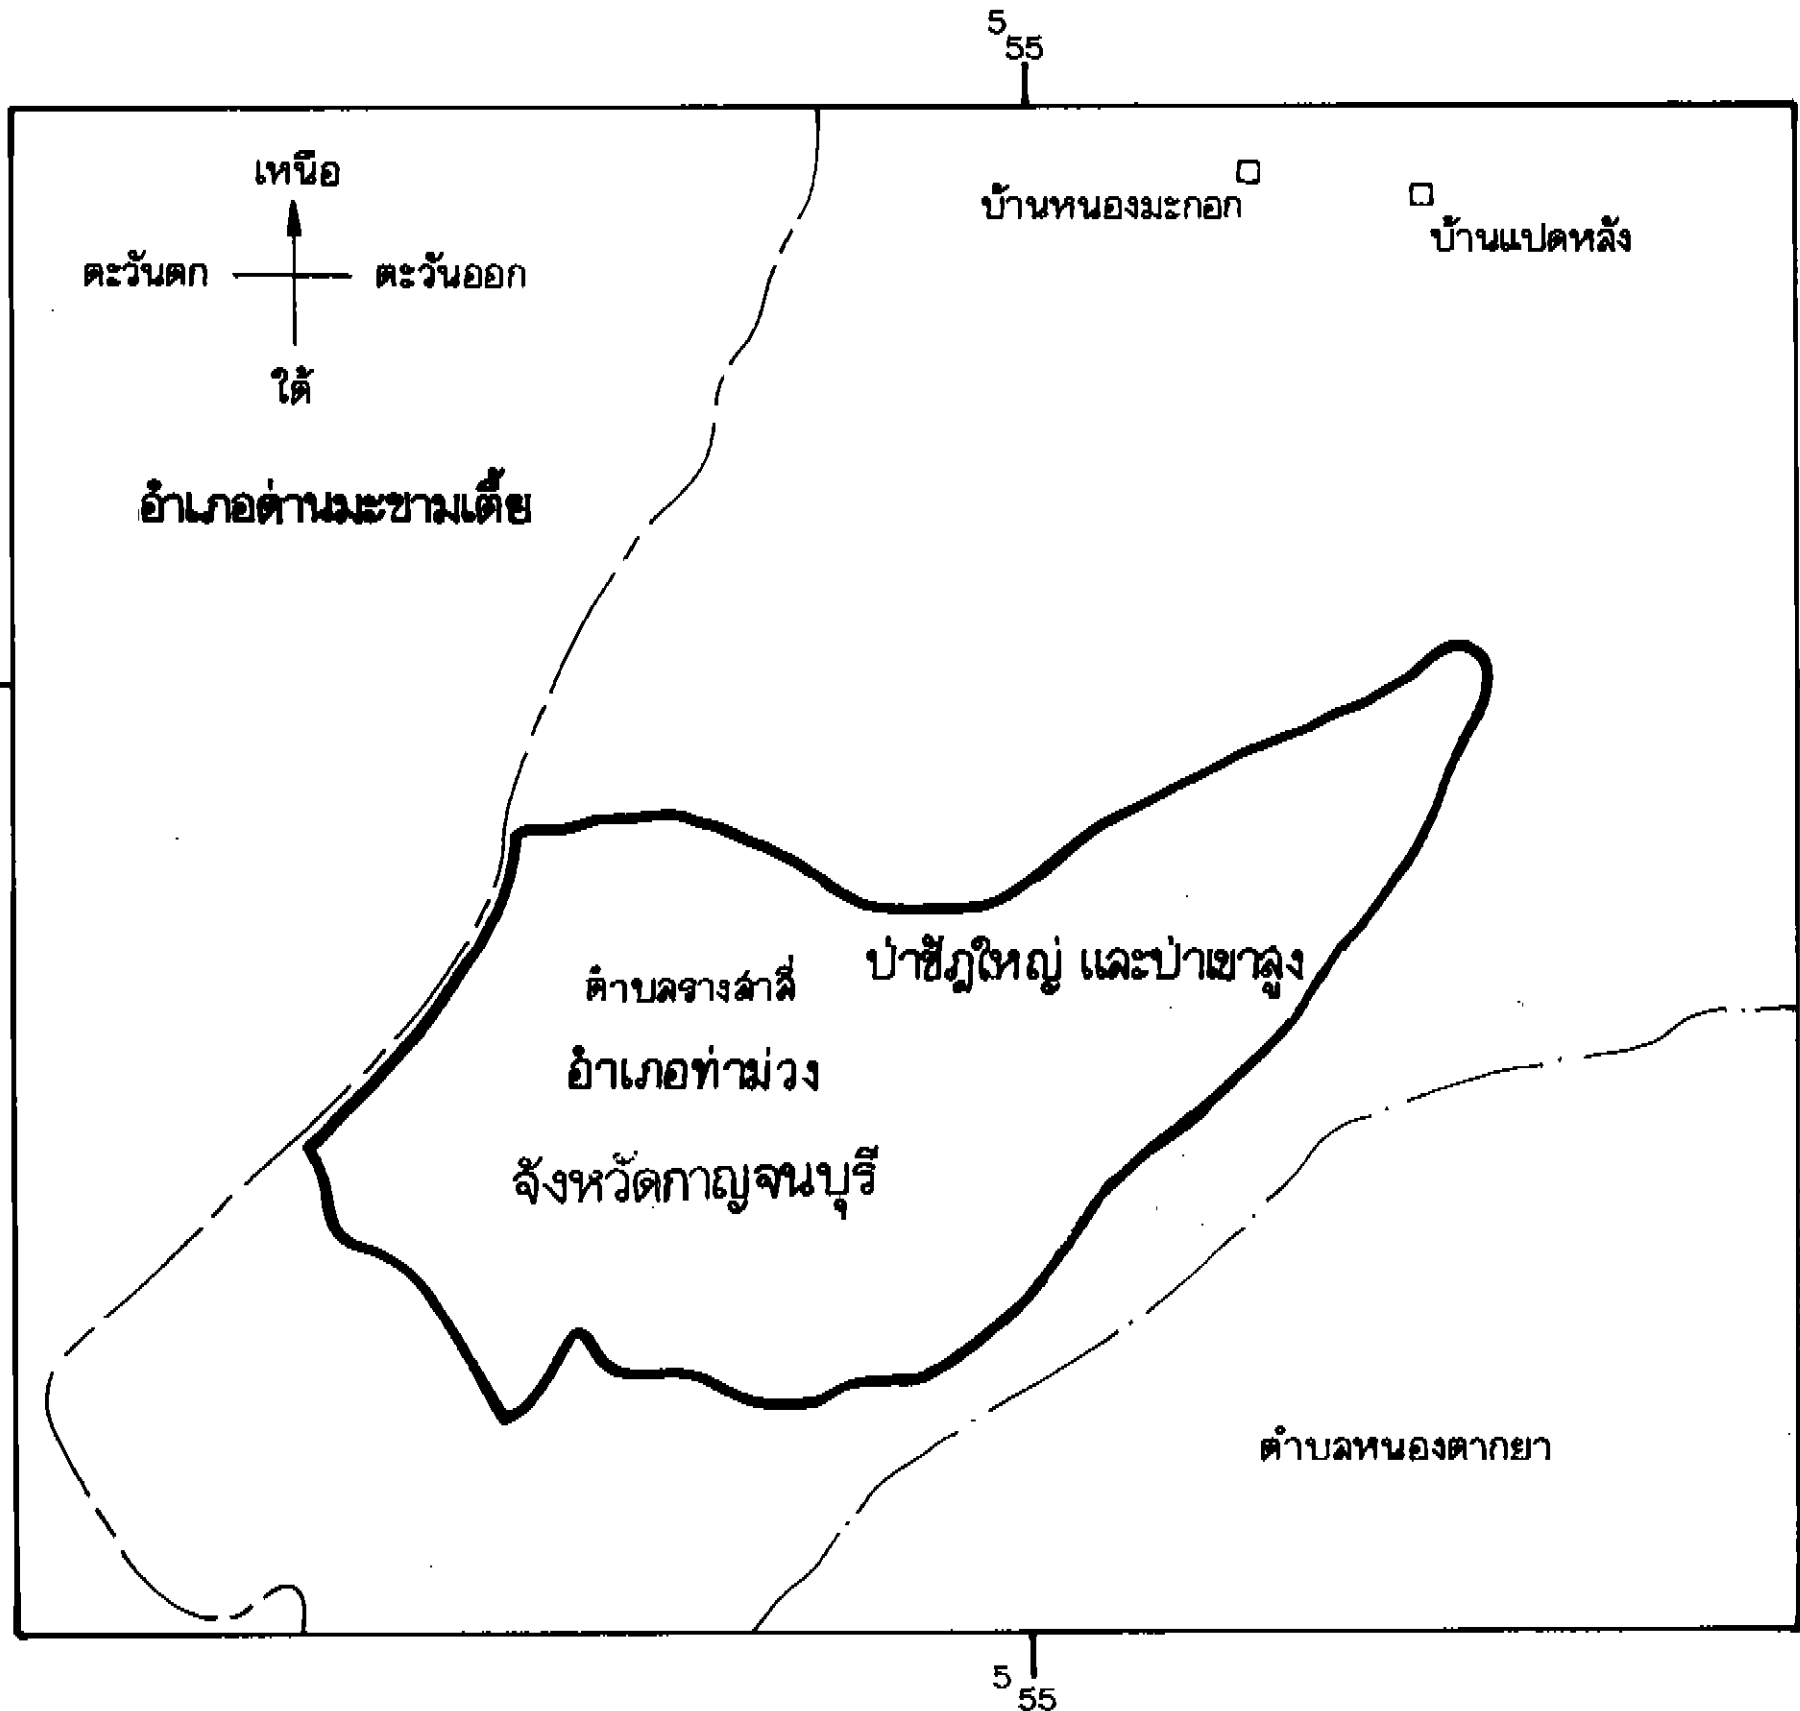 5
55
เหนือ
ตะวันตก ตะวันออก
ใต้
บ้านหนองมะกอก
บ้านแปดหลัง
อำเภอด่านมะขามเตี้ย
ป่าชัฎใหญ่ และป่าเขาสูง
ตำบลรางสาลี่
อำเภอท่าม่วง
จังหวัดกาญจนบุรี
ตำบลหนองตากยา
5
55